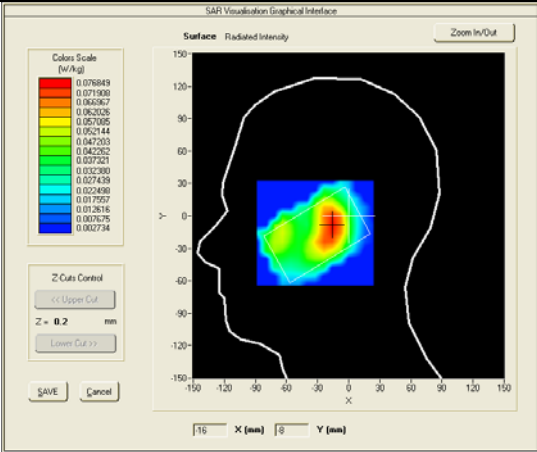 SAR Visualisation Graphical Interface
Surface Radiated Intensity
Zoom In/Out
Colors Scale
(W/kg)
0.076849
0.071908
0.066967
0.062026
0.057085
0.052144
0.047203
0.042262
0.037321
0.032380
0.027439
0.022498
0.017557
0.012616
0.007675
0.002734
Z-Cuts Control
<< Upper Cut
Z = 0.2 mm
Lower Cut >>
SAVE Cancel
150
120
90
60
30
0
-30
-60
-90
-120
-150
Y
-150 -120 -90 -60 -30 0 30 60 90 120 150
X
-16 X (mm) -8 Y (mm)